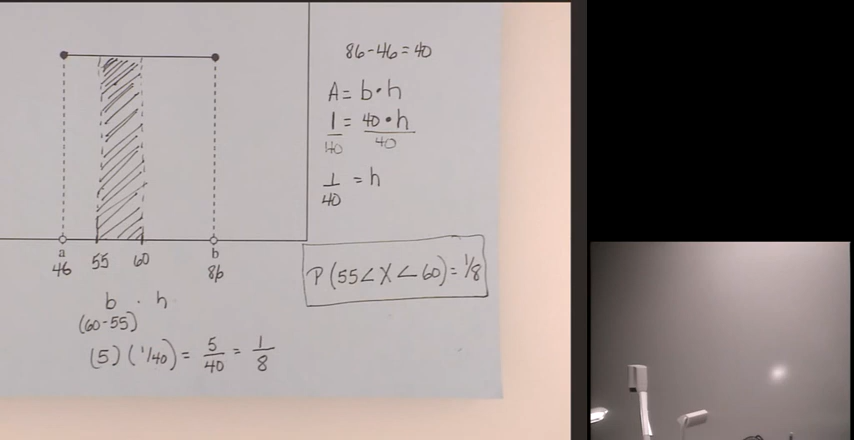 86-46=40
A= b·h
1/40 = 40·h/40
1/40 = h
a b
46 55 60 86
P(55<X<60)=1/8
b · h
(60-55)
(5)(1/40) = 5/40 = 1/8